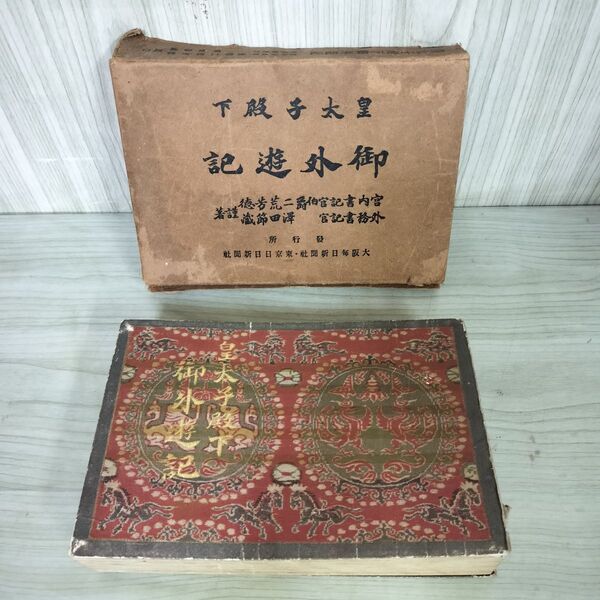 皇太子殿下
御外遊記
宮内書記官伯爵二荒芳德
外務書記官澤田節藏
謹著
發行所
大阪每日新聞社・東京日日新聞社
皇太子殿下
御外遊記